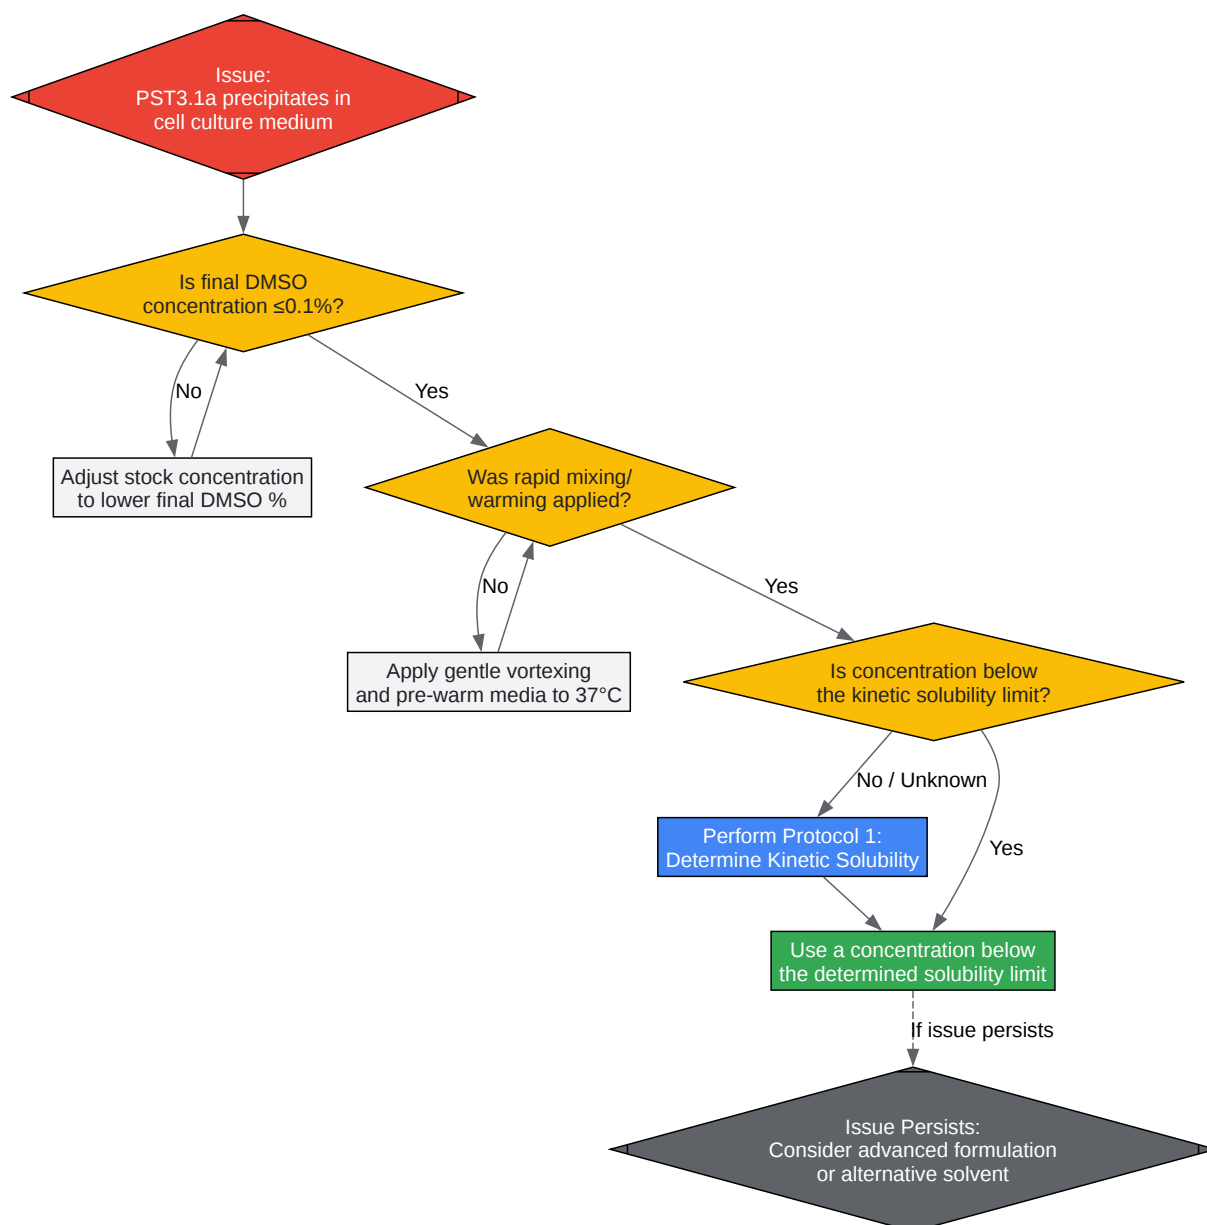 Issue:
PST3.1a precipitates in
cell culture medium
Is final DMSO
concentration ≤0.1%?
No
Yes
Adjust stock concentration
to lower final DMSO %
Was rapid mixing/
warming applied?
No
Yes
Apply gentle vortexing
and pre-warm media to 37°C
Is concentration below
the kinetic solubility limit?
No / Unknown
Yes
Perform Protocol 1:
Determine Kinetic Solubility
Use a concentration below
the determined solubility limit
If issue persists
Issue Persists:
Consider advanced formulation
or alternative solvent